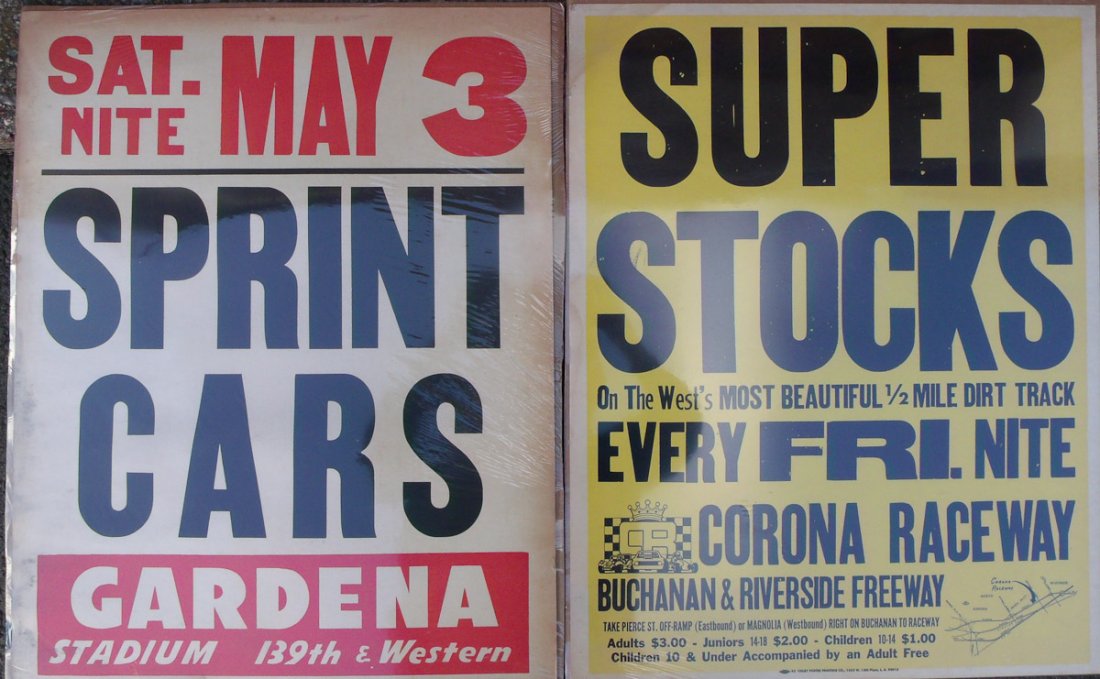 SAT. NITE MAY 3
SPRINT
CARS
GARDENA
STADIUM 139th & Western
SUPER
STOCKS
On The West's MOST BEAUTIFUL 1/2 MILE DIRT TRACK
EVERY FRI. NITE
CR CORONA RACEWAY
BUCHANAN & RIVERSIDE FREEWAY
Corona Raceway
TAKE PIERCE ST. OFF-RAMP (Eastbound) or MAGNOLIA (Westbound) RIGHT ON BUCHANAN TO RACEWAY
Adults $3.00 - Juniors 14-18 $2.00 - Children 10-14 $1.00
Children 10 & Under Accompanied by an Adult Free